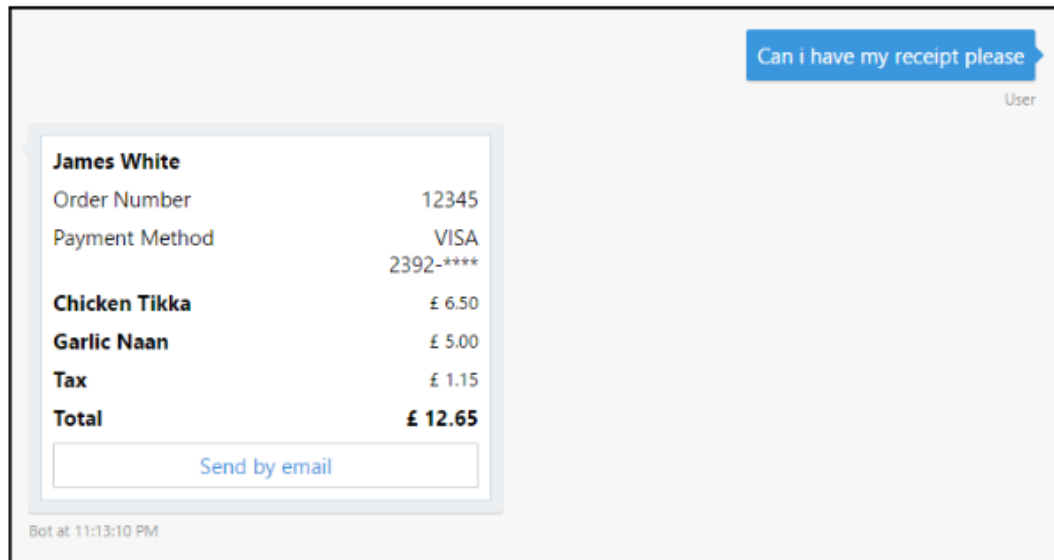 Can i have my receipt please
User
James White
Order Number 12345
Payment Method VISA
2392-****
Chicken Tikka £ 6.50
Garlic Naan £ 5.00
Tax £ 1.15
Total £ 12.65
Send by email
Bot at 11:13:10 PM